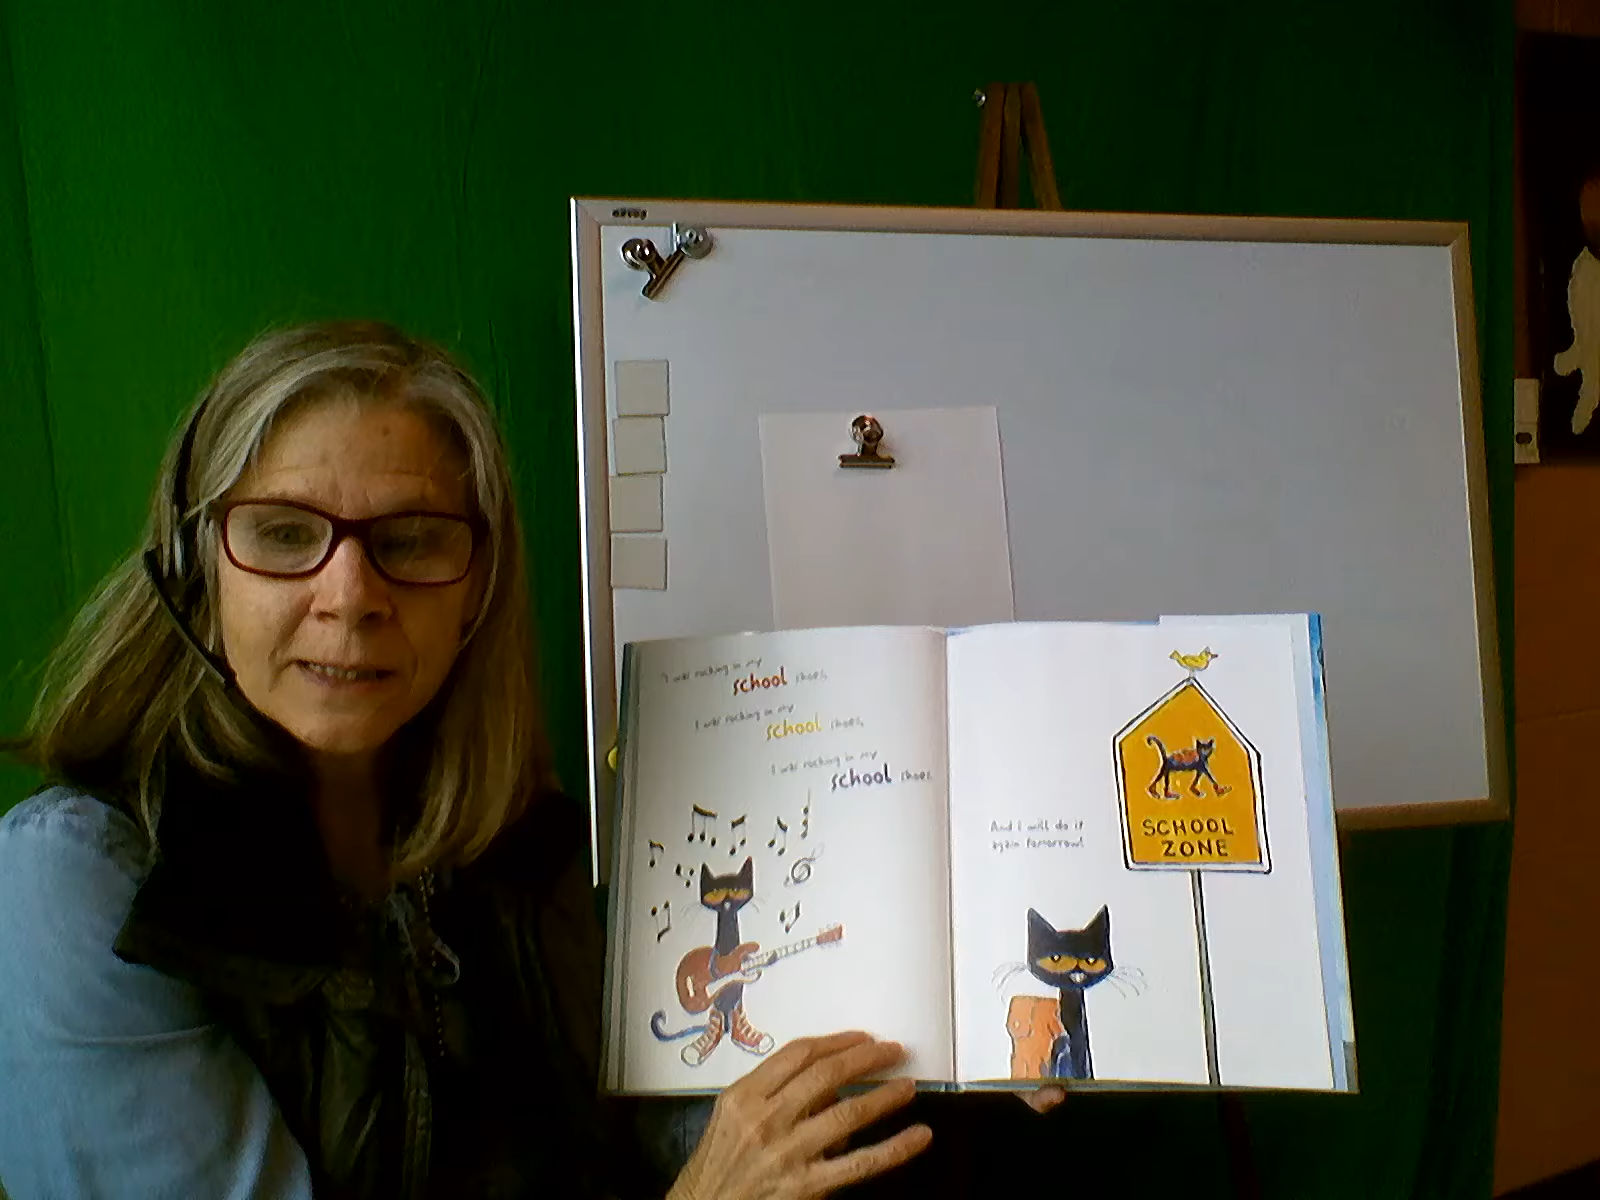 I was rocking in my
school shoes,
I was rocking in my
school shoes,
I was rocking in my
school shoes.
And I will do it
again tomorrow!
SCHOOL
ZONE